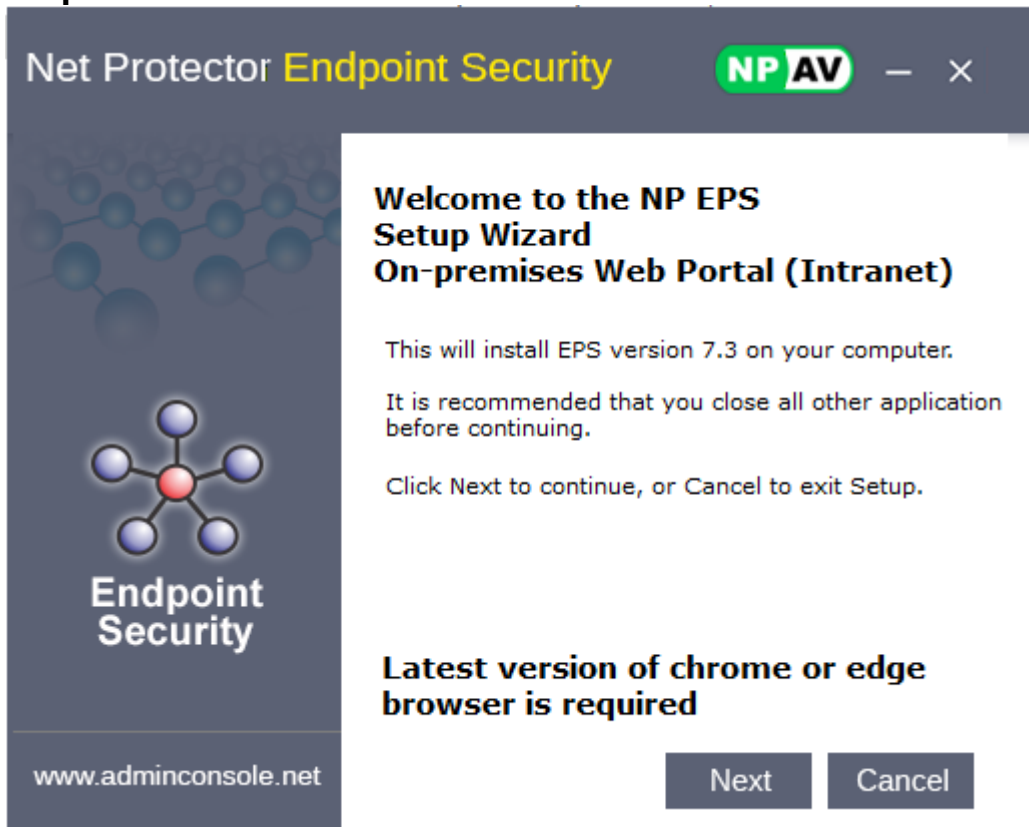 Net Protector Endpoint Security
NP AV
Welcome to the NP EPS
Setup Wizard
On-premises Web Portal (Intranet)
This will install EPS version 7.3 on your computer.
It is recommended that you close all other application
before continuing.
Click Next to continue, or Cancel to exit Setup.
Endpoint
Security
Latest version of chrome or edge
browser is required
www.adminconsole.net
Next
Cancel